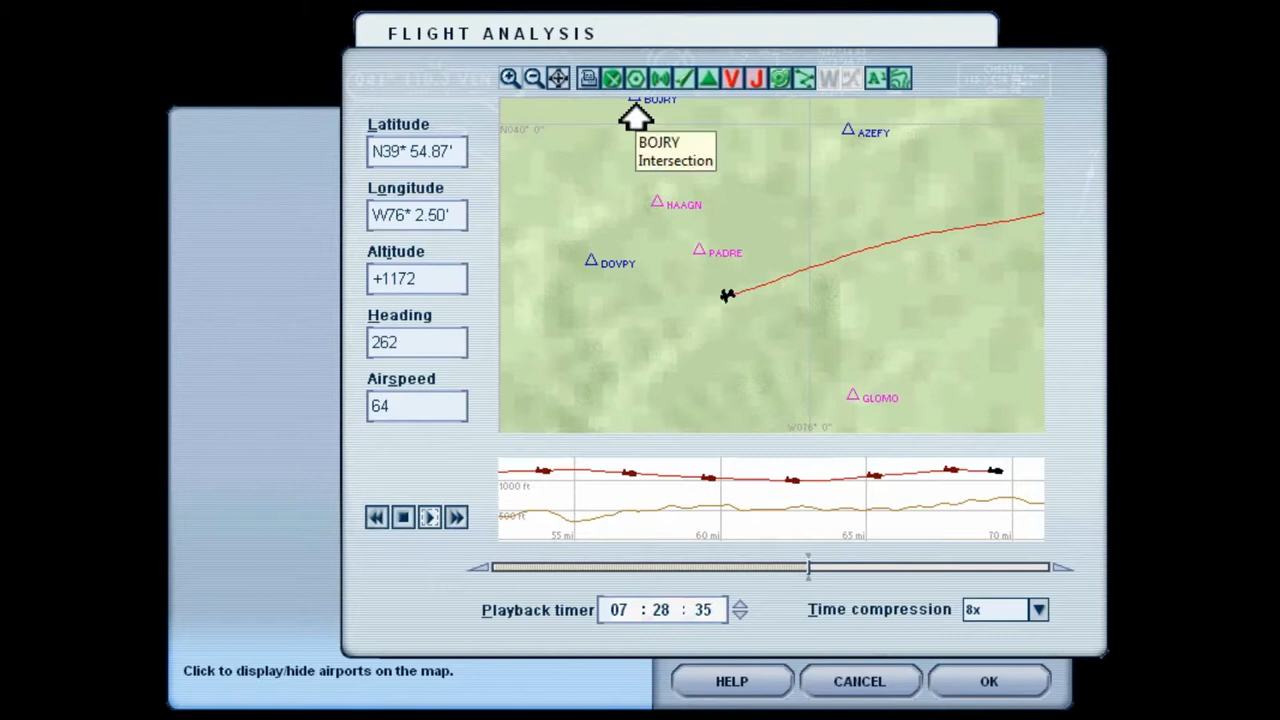 FLIGHT ANALYSIS
V
J
W
A
Latitude
N39* 54.87'
Longitude
W76* 2.50'
Altitude
+1172
Heading
262
Airspeed
64
BOJRY
N040° 0'
AZEFY
BOJRY
Intersection
HAAGN
PADRE
DOVPY
GLOMO
W076° 0'
1000 ft
500 ft
55 mi
60 mi
65 mi
70 mi
Playback timer 07 : 28 : 35
Time compression 8x
Click to display/hide airports on the map.
HELP
CANCEL
OK